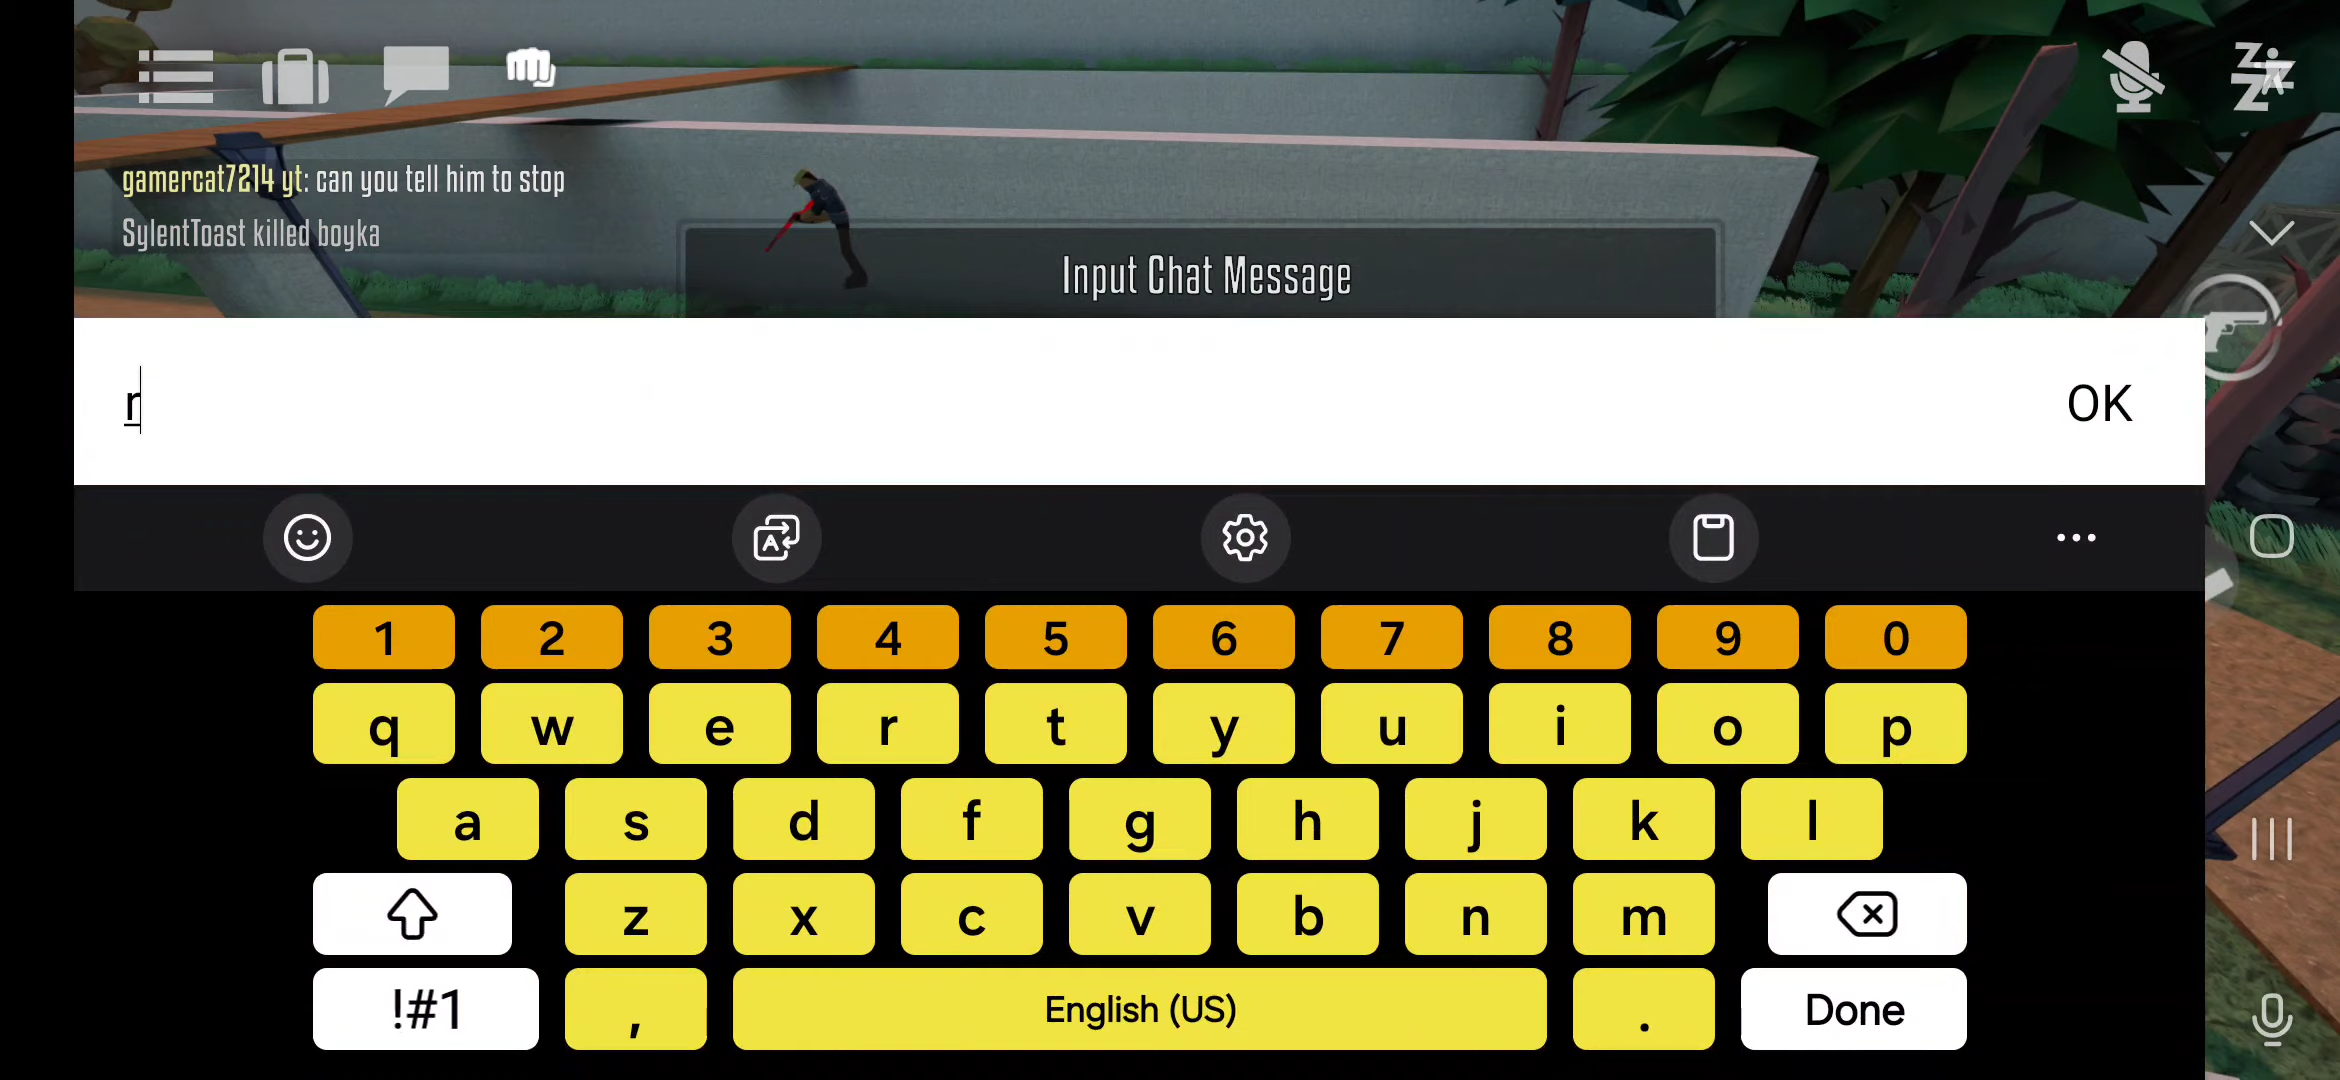 gamercat7214 yt: can you tell him to stop
SylentToast killed boyka
Input Chat Message
r
OK
1 2 3 4 5 6 7 8 9 0
q w e r t y u i o p
a s d f g h j k l
z x c v b n m
!#1 , English (US) . Done